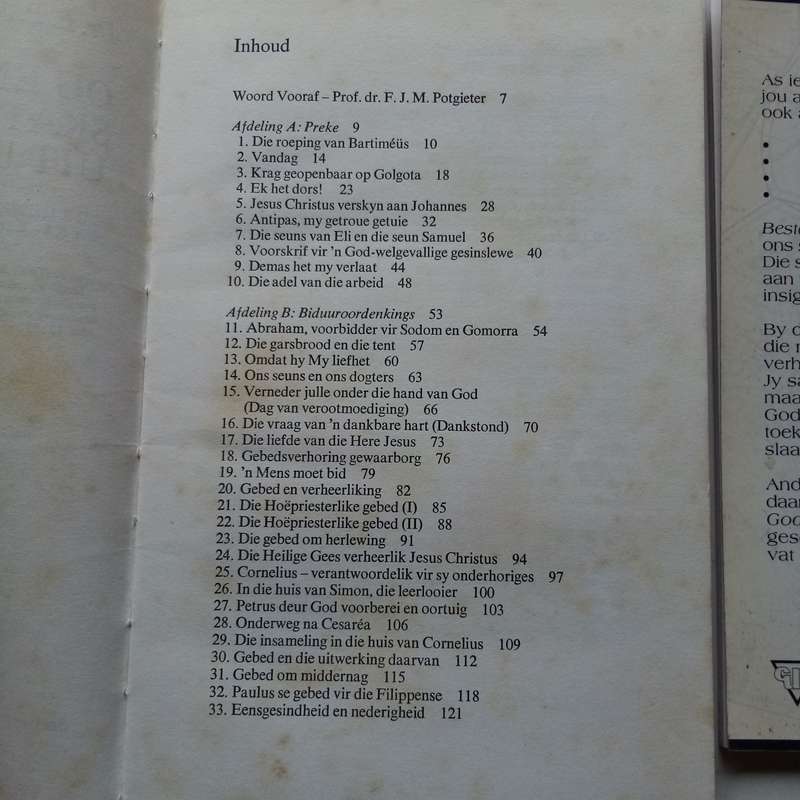 Inhoud
Woord Vooraf – Prof. dr. F. J. M. Potgieter 7
Afdeling A: Preke 9
1. Die roeping van Bartiméüs 10
2. Vandag 14
3. Krag geopenbaar op Golgota 18
4. Ek het dors! 23
5. Jesus Christus verskyn aan Johannes 28
6. Antipas, my getroue getuie 32
7. Die seuns van Eli en die seun Samuel 36
8. Voorskrif vir 'n God-welgevallige gesinslewe 40
9. Demas het my verlaat 44
10. Die adel van die arbeid 48
Afdeling B: Biduuroordenkings 53
11. Abraham, voorbidder vir Sodom en Gomorra 54
12. Die garsbrood en die tent 57
13. Omdat hy My liefhet 60
14. Ons seuns en ons dogters 63
15. Verneder julle onder die hand van God
(Dag van verootmoediging) 66
16. Die vraag van 'n dankbare hart (Dankstond) 70
17. Die liefde van die Here Jesus 73
18. Gebedsverhoring gewaarborg 76
19. 'n Mens moet bid 79
20. Gebed en verheerliking 82
21. Die Hoëpriesterlike gebed (I) 85
22. Die Hoëpriesterlike gebed (II) 88
23. Die gebed om herlewing 91
24. Die Heilige Gees verheerlik Jesus Christus 94
25. Cornelius – verantwoordelik vir sy onderhoriges 97
26. In die huis van Simon, die leerlooier 100
27. Petrus deur God voorberei en oortuig 103
28. Onderweg na Cesaréa 106
29. Die insameling in die huis van Cornelius 109
30. Gebed en die uitwerking daarvan 112
31. Gebed om middernag 115
32. Paulus se gebed vir die Filippense 118
33. Eensgesindheid en nederigheid 121
As
jou
ook
ons
Die
aan
By
die
Jy
God